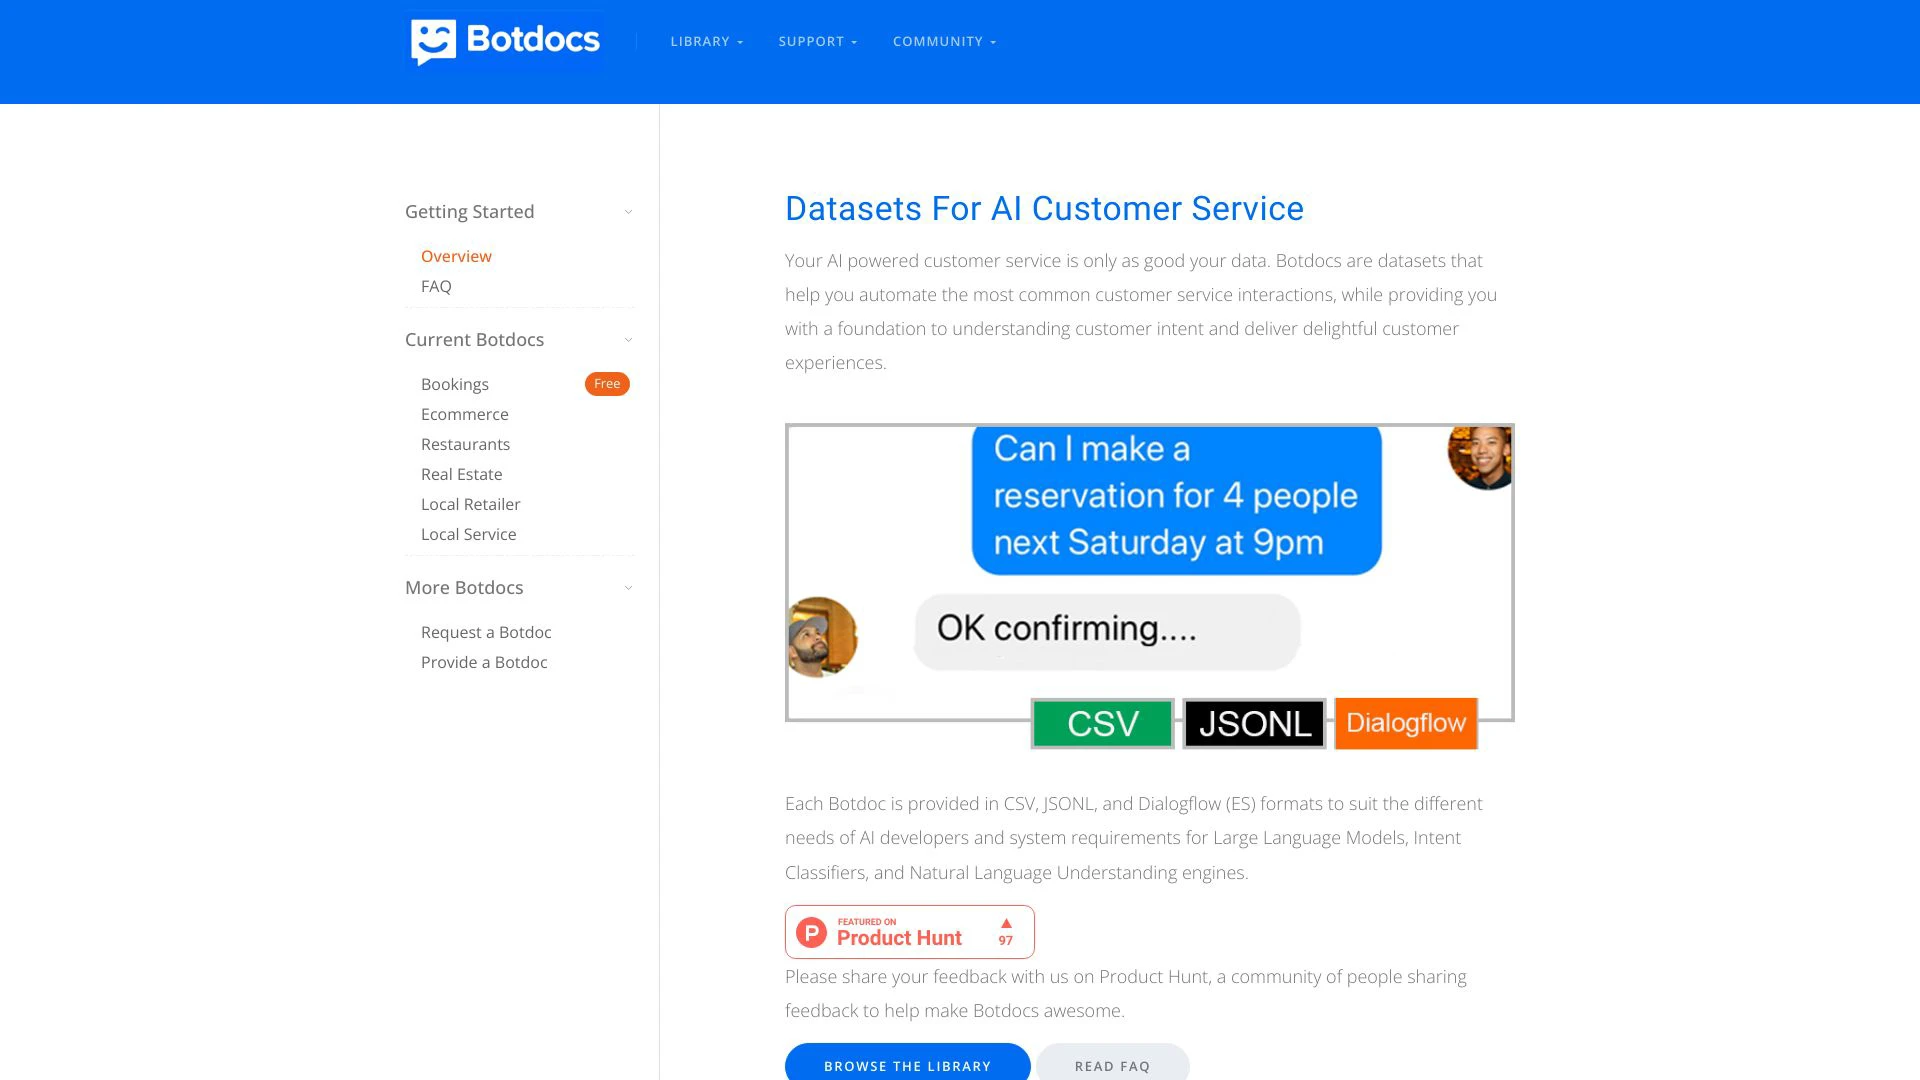 Botdocs
LIBRARY
SUPPORT
COMMUNITY
Getting Started
Overview
FAQ
Current Botdocs
Bookings
Free
Ecommerce
Restaurants
Real Estate
Local Retailer
Local Service
More Botdocs
Request a Botdoc
Provide a Botdoc
Datasets For AI Customer Service
Your AI powered customer service is only as good your data. Botdocs are datasets that
help you automate the most common customer service interactions, while providing you
with a foundation to understanding customer intent and deliver delightful customer
experiences.
Can I make a
reservation for 4 people
next Saturday at 9pm
OK confirming....
CSV
JSONL
Dialogflow
Each Botdoc is provided in CSV, JSONL, and Dialogflow (ES) formats to suit the different
needs of AI developers and system requirements for Large Language Models, Intent
Classifiers, and Natural Language Understanding engines.
P
FEATURED ON
Product Hunt
97
Please share your feedback with us on Product Hunt, a community of people sharing
feedback to help make Botdocs awesome.
BROWSE THE LIBRARY
READ FAQ